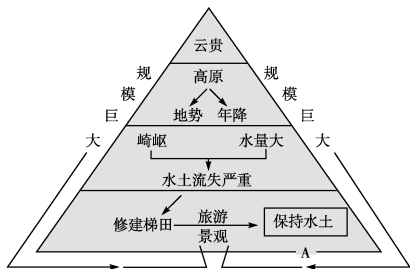 云贵
高原
地势 年降
崎岖 水量大
水土流失严重
修建梯田 旅游 保持水土
景观
A
规模巨大
规模巨大